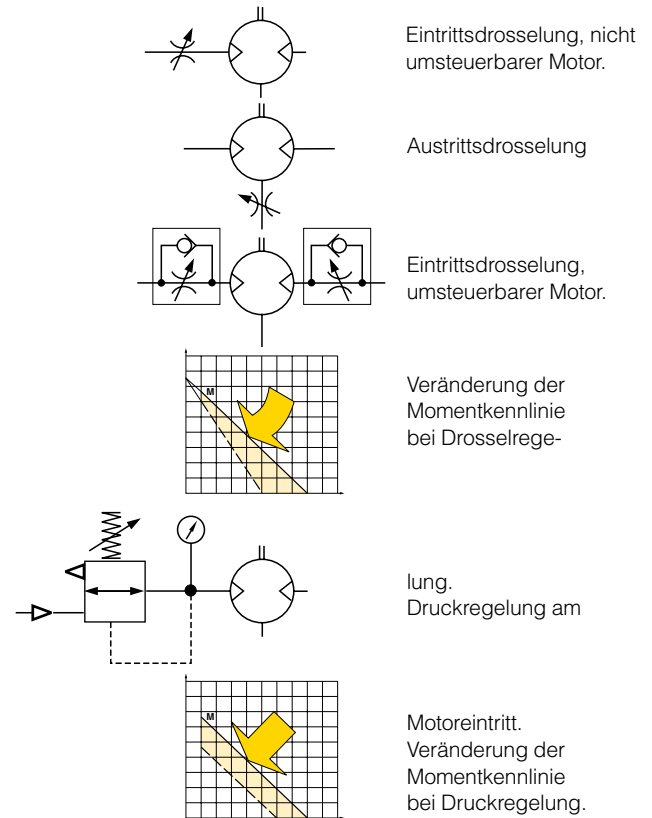 Eintrittsdrosselung, nicht
umsteuerbarer Motor.
Austrittsdrosselung
Eintrittsdrosselung,
umsteuerbarer Motor.
M
Veränderung der
Momentkennlinie
bei Drosselrege-
lung.
Druckregelung am
M
Motoreintritt.
Veränderung der
Momentkennlinie
bei Druckregelung.